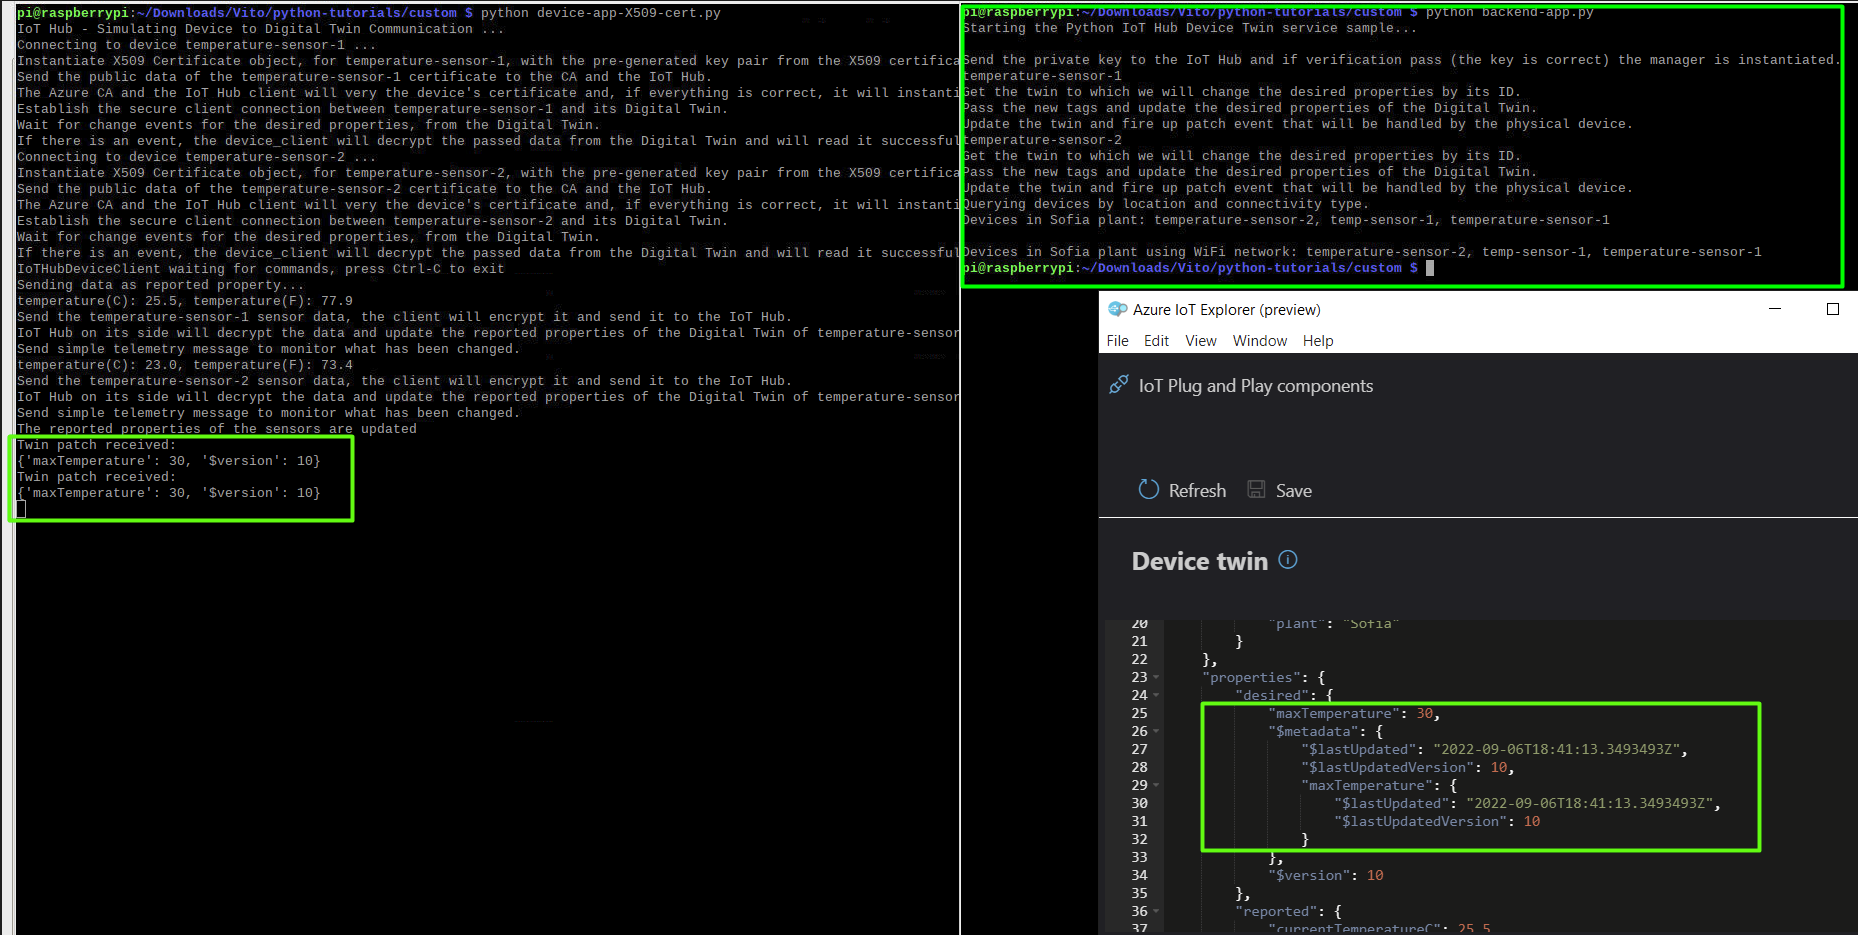 pi@raspberrypi:~/Downloads/Vito/python-tutorials/custom $ python device-app-X509-cert.py
IoT Hub - Simulating Device to Digital Twin Communication ...
Connecting to device temperature-sensor-1 ...
Instantiate X509 Certificate object, for temperature-sensor-1, with the pre-generated key pair from the X509 certifica
Send the public data of the temperature-sensor-1 certificate to the CA and the IoT Hub.
The Azure CA and the IoT Hub client will very the device's certificate and, if everything is correct, it will instanti
Establish the secure client connection between temperature-sensor-1 and its Digital Twin.
Wait for change events for the desired properties, from the Digital Twin.
If there is an event, the device_client will decrypt the passed data from the Digital Twin and will read it successful
Connecting to device temperature-sensor-2 ...
Instantiate X509 Certificate object, for temperature-sensor-2, with the pre-generated key pair from the X509 certifica
Send the public data of the temperature-sensor-2 certificate to the CA and the IoT Hub.
The Azure CA and the IoT Hub client will very the device's certificate and, if everything is correct, it will instanti
Establish the secure client connection between temperature-sensor-2 and its Digital Twin.
Wait for change events for the desired properties, from the Digital Twin.
If there is an event, the device_client will decrypt the passed data from the Digital Twin and will read it successful
IoTHubDeviceClient waiting for commands, press Ctrl-C to exit
Sending data as reported property...
temperature(C): 25.5, temperature(F): 77.9
Send the temperature-sensor-1 sensor data, the client will encrypt it and send it to the IoT Hub.
IoT Hub on its side will decrypt the data and update the reported properties of the Digital Twin of temperature-sensor
Send simple telemetry message to monitor what has been changed.
temperature(C): 23.0, temperature(F): 73.4
Send the temperature-sensor-2 sensor data, the client will encrypt it and send it to the IoT Hub.
IoT Hub on its side will decrypt the data and update the reported properties of the Digital Twin of temperature-sensor
Send simple telemetry message to monitor what has been changed.
The reported properties of the sensors are updated
Twin patch received:
{'maxTemperature': 30, '$version': 10}
Twin patch received:
{'maxTemperature': 30, '$version': 10}
pi@raspberrypi:~/Downloads/Vito/python-tutorials/custom $ python backend-app.py
Starting the Python IoT Hub Device Twin service sample...
Send the private key to the IoT Hub and if verification pass (the key is correct) the manager is instantiated.
temperature-sensor-1
Get the twin to which we will change the desired properties by its ID.
Pass the new tags and update the desired properties of the Digital Twin.
Update the twin and fire up patch event that will be handled by the physical device.
temperature-sensor-2
Get the twin to which we will change the desired properties by its ID.
Pass the new tags and update the desired properties of the Digital Twin.
Update the twin and fire up patch event that will be handled by the physical device.
Querying devices by location and connectivity type.
Devices in Sofia plant: temperature-sensor-2, temp-sensor-1, temperature-sensor-1
Devices in Sofia plant using WiFi network: temperature-sensor-2, temp-sensor-1, temperature-sensor-1
pi@raspberrypi:~/Downloads/Vito/python-tutorials/custom $
Azure IoT Explorer (preview)
File Edit View Window Help
IoT Plug and Play components
Refresh Save
Device twin
20 "plant": "Sofia"
21 }
22 },
23 "properties": {
24 "desired": {
25 "maxTemperature": 30,
26 "$metadata": {
27 "$lastUpdated": "2022-09-06T18:41:13.3493493Z",
28 "$lastUpdatedVersion": 10,
29 "maxTemperature": {
30 "$lastUpdated": "2022-09-06T18:41:13.3493493Z",
31 "$lastUpdatedVersion": 10
32 }
33 },
34 "$version": 10
35 },
36 "reported": {
37 "currentTemperatureC": 25.5